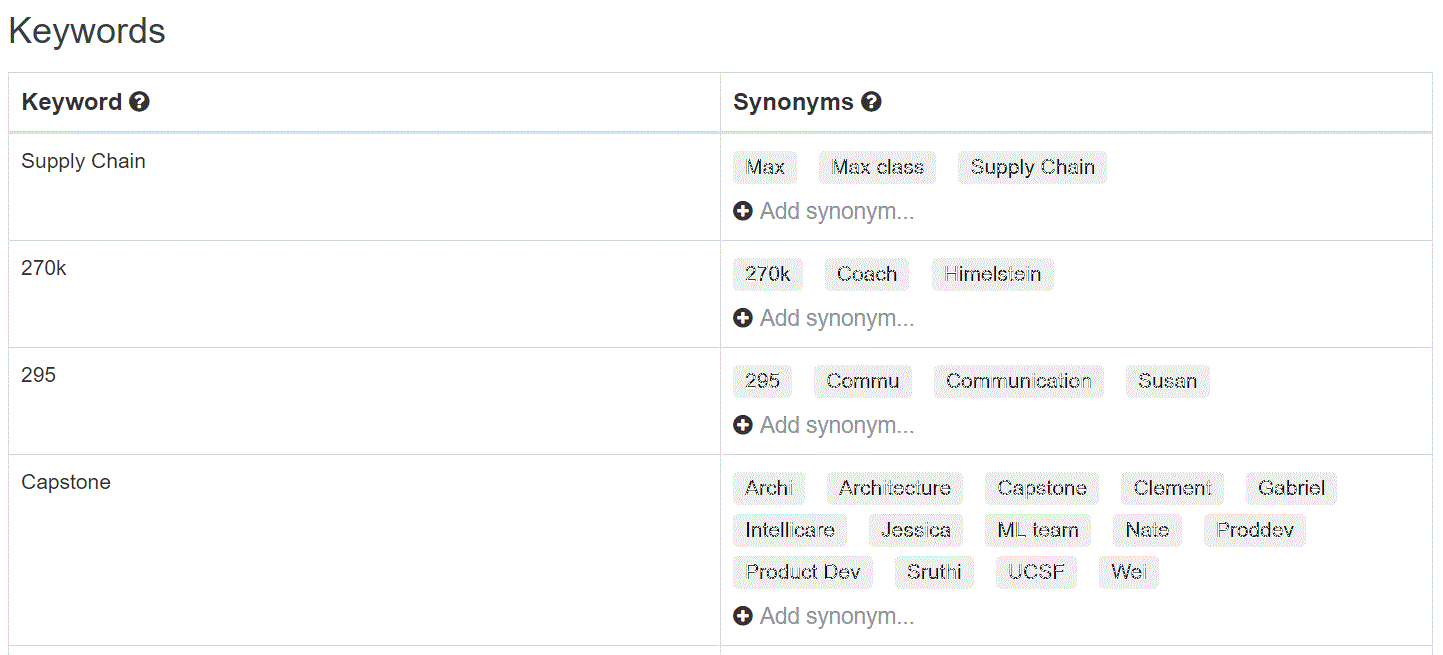 Keywords
Keyword Synonyms
Supply Chain Max Max class Supply Chain
Add synonym...
270k 270k Coach Himelstein
Add synonym...
295 295 Commu Communication Susan
Add synonym...
Capstone Archi Architecture Capstone Clement Gabriel
Intellicare Jessica ML team Nate Proddev
Product Dev Sruthi UCSF Wei
Add synonym...